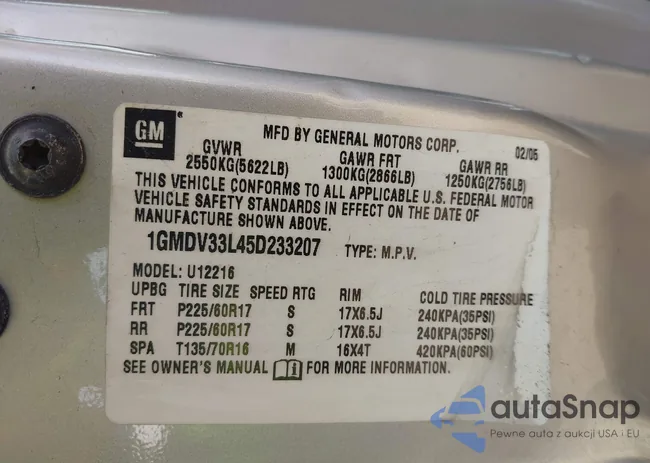 GM ®
MFD BY GENERAL MOTORS CORP. 02/05
GVWR GAWR FRT GAWR RR
2550KG(5622LB) 1300KG(2866LB) 1250KG(2756LB)
THIS VEHICLE CONFORMS TO ALL APPLICABLE U.S. FEDERAL MOTOR
VEHICLE SAFETY STANDARDS IN EFFECT ON THE DATE OF
MANUFACTURE SHOWN ABOVE.
1GMDV33L45D233207 TYPE: M.P.V.
MODEL: U12216
UPBG TIRE SIZE SPEED RTG RIM COLD TIRE PRESSURE
FRT P225/60R17 S 17X6.5J 240KPA(35PSI)
RR P225/60R17 S 17X6.5J 240KPA(35PSI)
SPA T135/70R16 M 16X4T 420KPA(60PSI)
SEE OWNER'S MANUAL FOR MORE INFORMATION.
autaSnap
Pewne auta z aukcji USA i EU